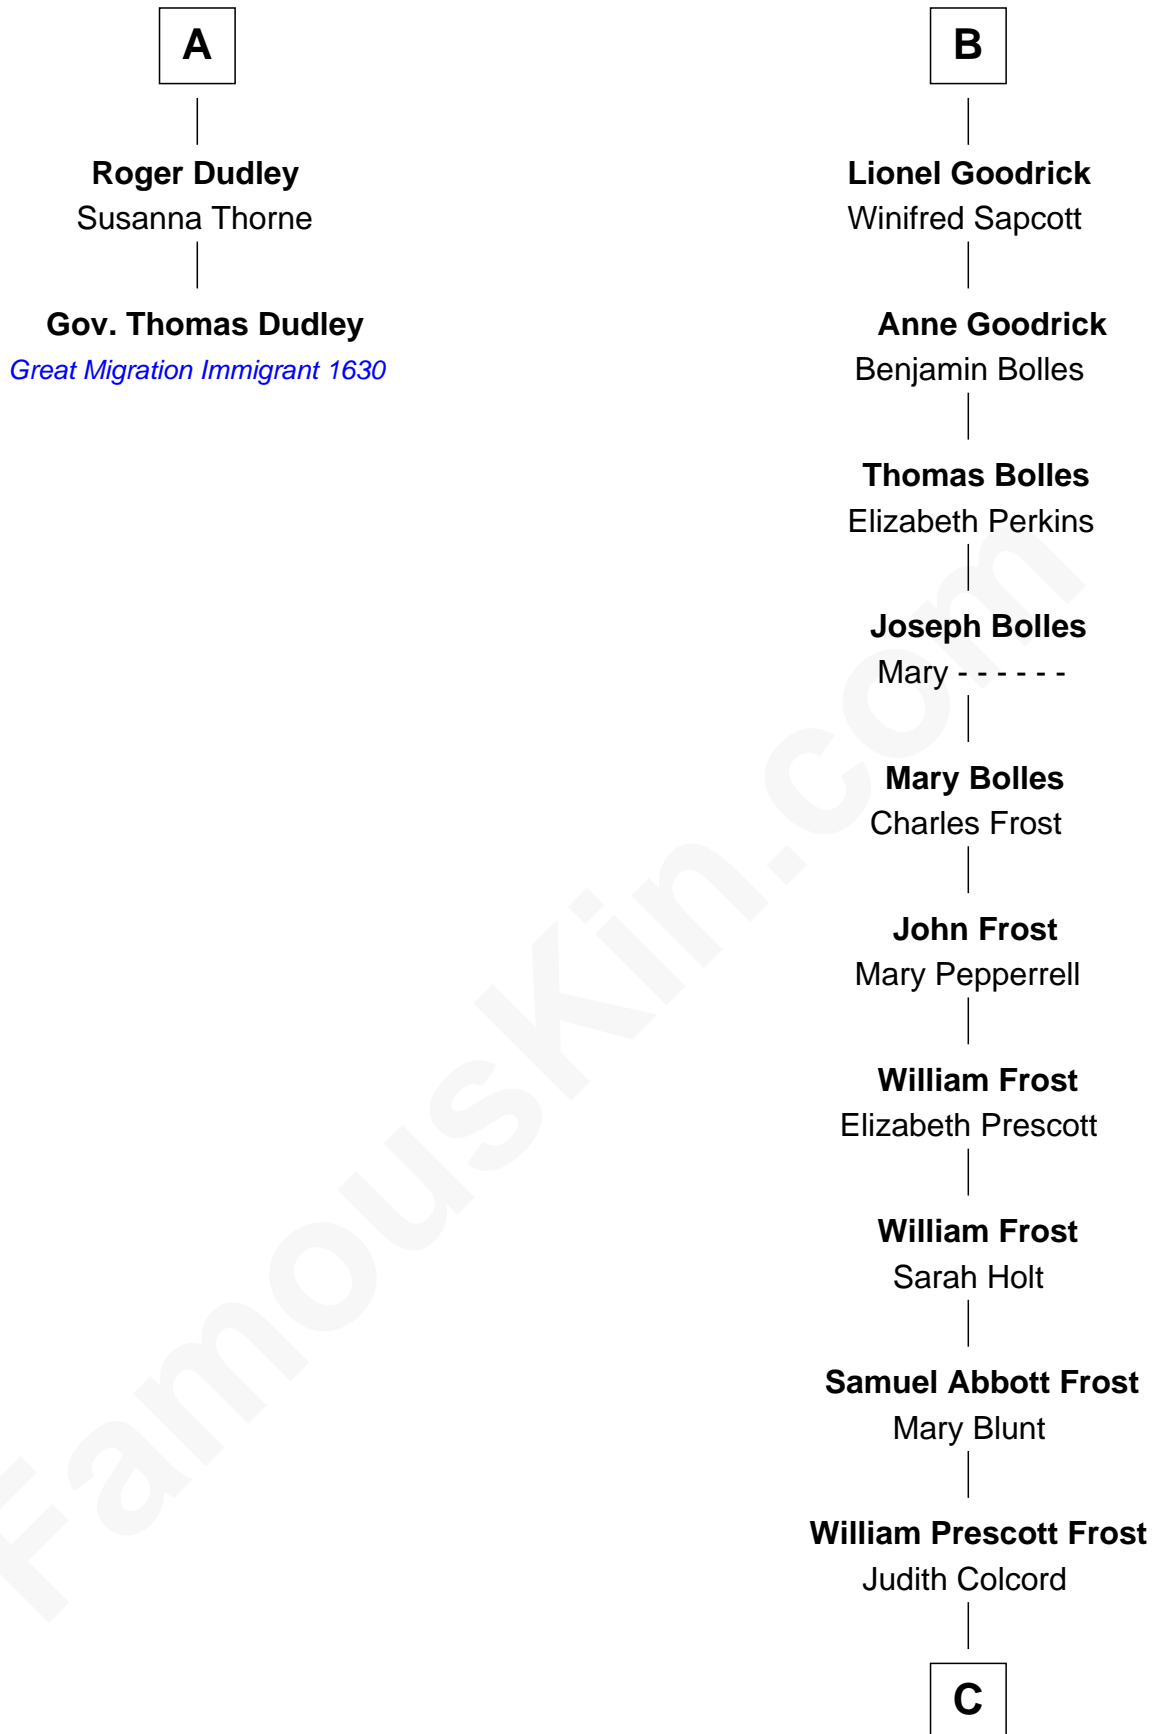 A
Roger Dudley
Susanna Thorne
Gov. Thomas Dudley
Great Migration Immigrant 1630
B
Lionel Goodrick
Winifred Sapcott
Anne Goodrick
Benjamin Bolles
Thomas Bolles
Elizabeth Perkins
Joseph Bolles
Mary - - - - - -
Mary Bolles
Charles Frost
John Frost
Mary Pepperrell
William Frost
Elizabeth Prescott
William Frost
Sarah Holt
Samuel Abbott Frost
Mary Blunt
William Prescott Frost
Judith Colcord
C
FamousKin.com